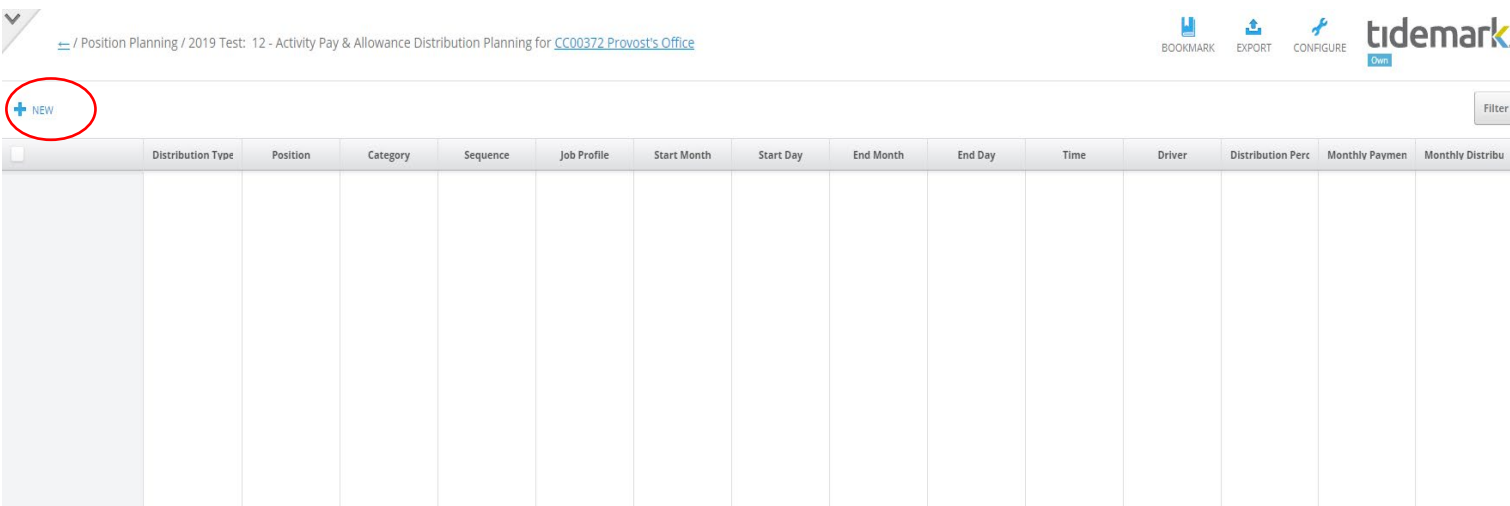 ← / Position Planning / 2019 Test: 12 - Activity Pay & Allowance Distribution Planning for CC00372 Provost's Office
BOOKMARK EXPORT CONFIGURE
tidemark
Own
NEW
Filter
Distribution Type Position Category Sequence Job Profile Start Month Start Day End Month End Day Time Driver Distribution Perc Monthly Paymen Monthly Distribu